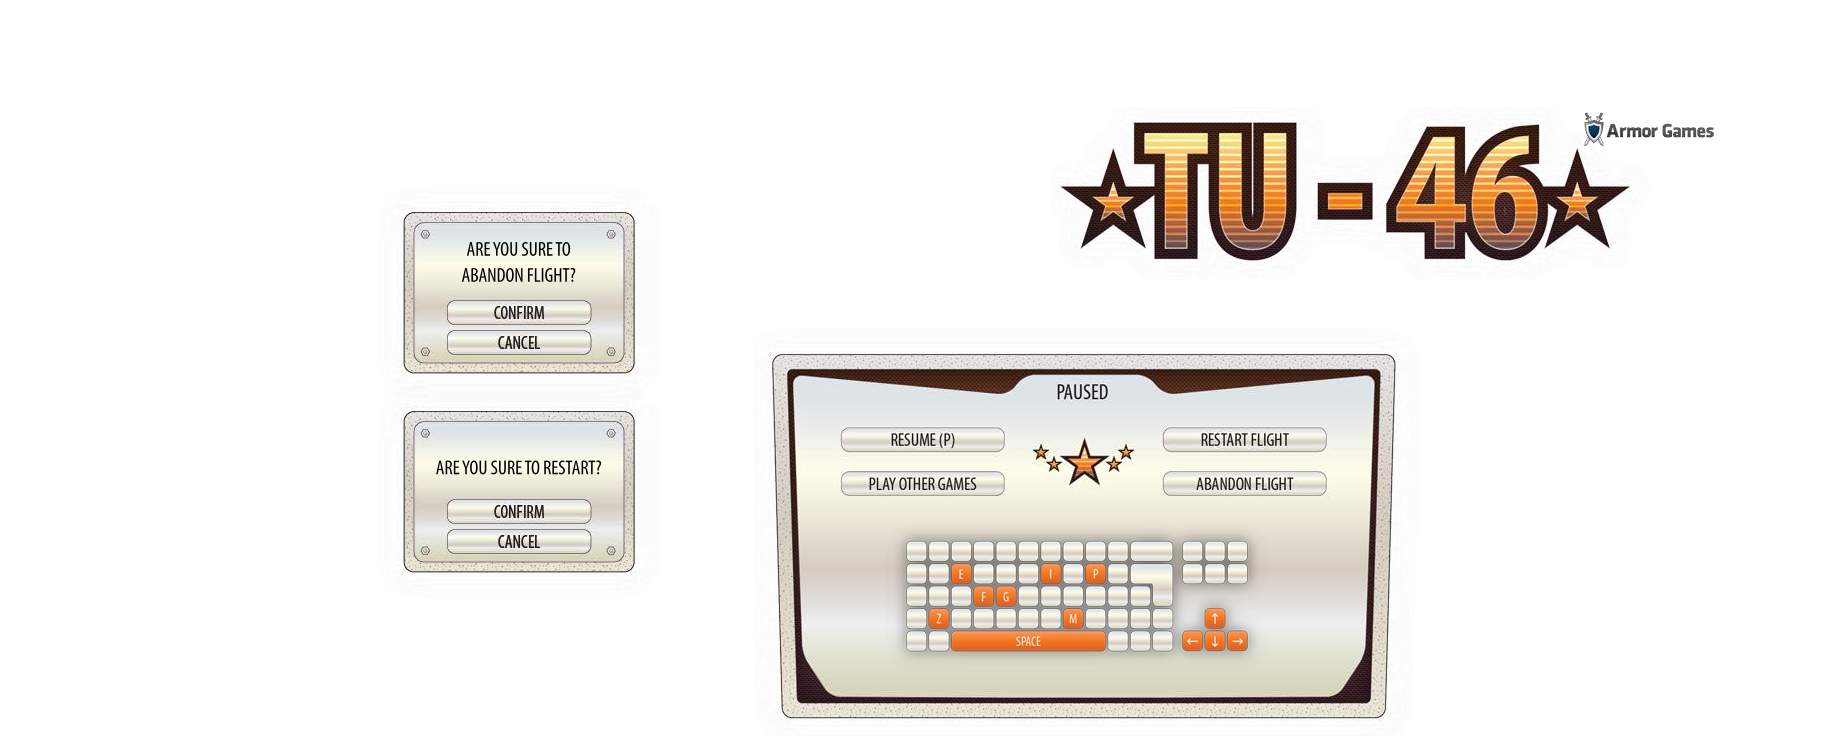 TU - 46
Armor Games
ARE YOU SURE TO
ABANDON FLIGHT?
CONFIRM
CANCEL
ARE YOU SURE TO RESTART?
CONFIRM
CANCEL
PAUSED
RESUME (P)
RESTART FLIGHT
PLAY OTHER GAMES
ABANDON FLIGHT
E I P
F G
Z M ↑
SPACE ← ↓ →